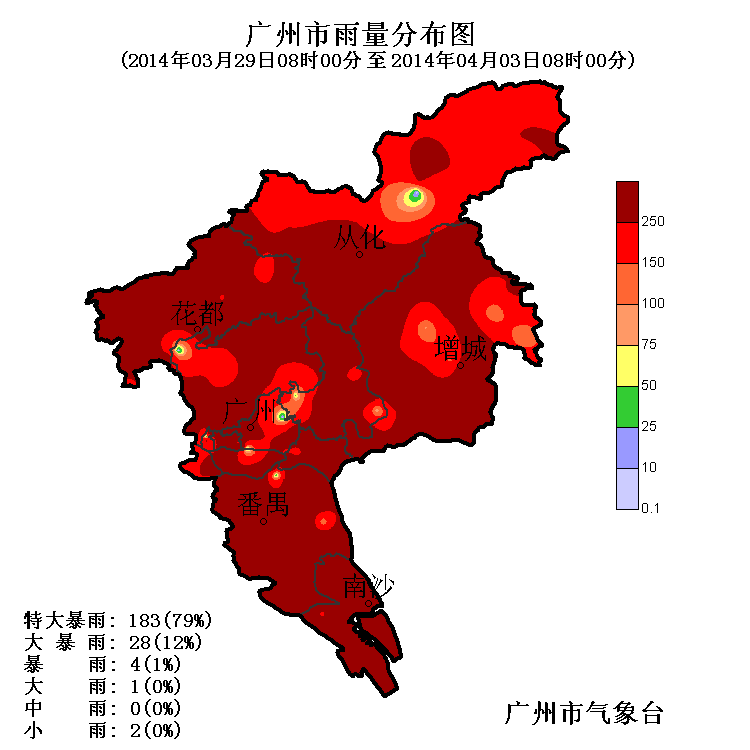 广州市雨量分布图
(2014年03月29日08时00分 至 2014年04月03日08时00分)
从化
花都
增城
广州
番禺
南沙
250
150
100
75
50
25
10
0.1
特大暴雨: 183(79%)
大 暴 雨: 28(12%)
暴 雨: 4(1%)
大 雨: 1(0%)
中 雨: 0(0%)
小 雨: 2(0%)
广州市气象台